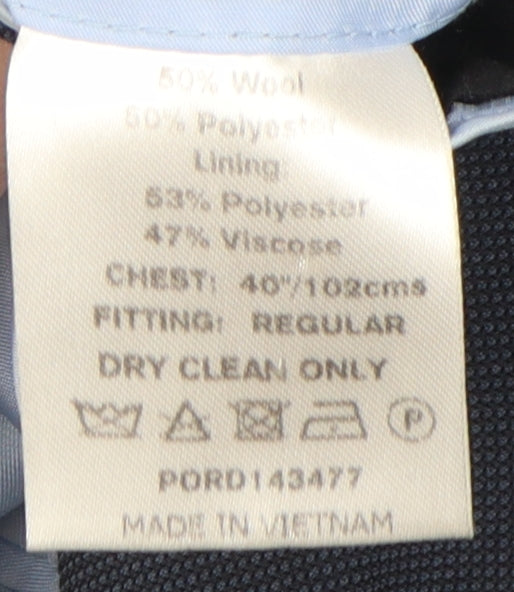 50% Wool
50% Polyester
Lining:
53% Polyester
47% Viscose
CHEST: 40"/102cms
FITTING: REGULAR
DRY CLEAN ONLY
P
PORD143477
MADE IN VIETNAM